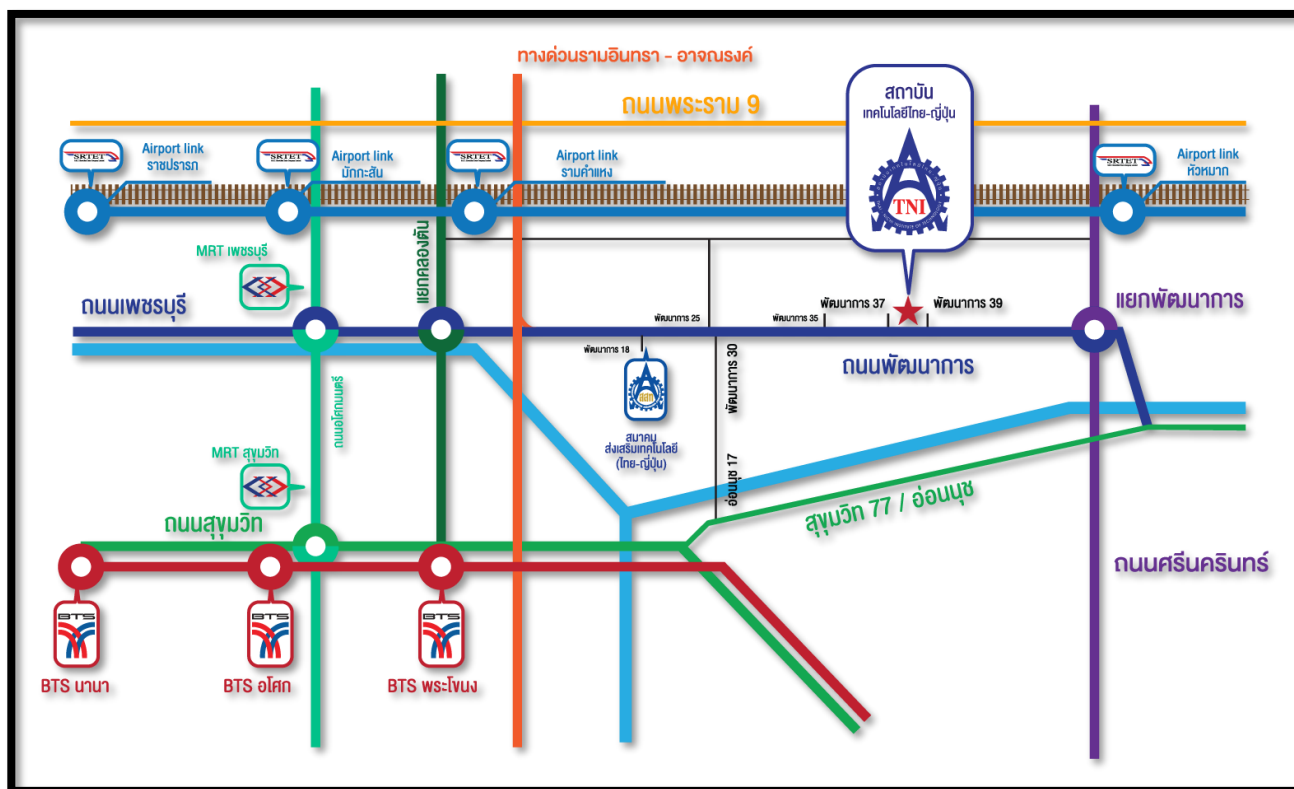 ทางด่วนรามอินทรา - อาจณรงค์
ถนนพระราม 9
สถาบัน
เทคโนโลยีไทย-ญี่ปุ่น
TNI
SRTET
Airport link
ราชปรารภ
SRTET
Airport link
มักกะสัน
SRTET
Airport link
รามคำแหง
SRTET
Airport link
หัวหมาก
MRT เพชรบุรี
แยกคลองตัน
ถนนเพชรบุรี
พัฒนาการ 25
พัฒนาการ 35
พัฒนาการ 37
พัฒนาการ 39
แยกพัฒนาการ
พัฒนาการ 18
พัฒนาการ 30
ถนนพัฒนาการ
ถนนอโศกมนตรี
สสท
สมาคม
ส่งเสริมเทคโนโลยี
(ไทย-ญี่ปุ่น)
MRT สุขุมวิท
อ่อนนุช 17
สุขุมวิท 77 / อ่อนนุช
ถนนสุขุมวิท
ถนนศรีนครินทร์
BTS
BTS นานา
BTS
BTS อโศก
BTS
BTS พระโขนง